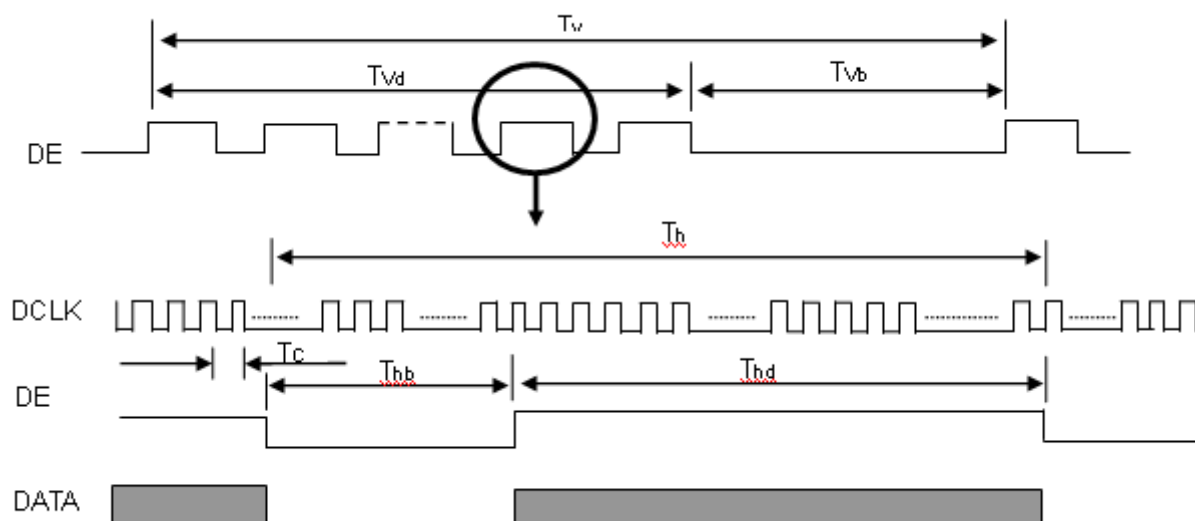 Tv
Tvd
Tvb
DE
Th
DCLK
Tc
Thb
Thd
DE
DATA